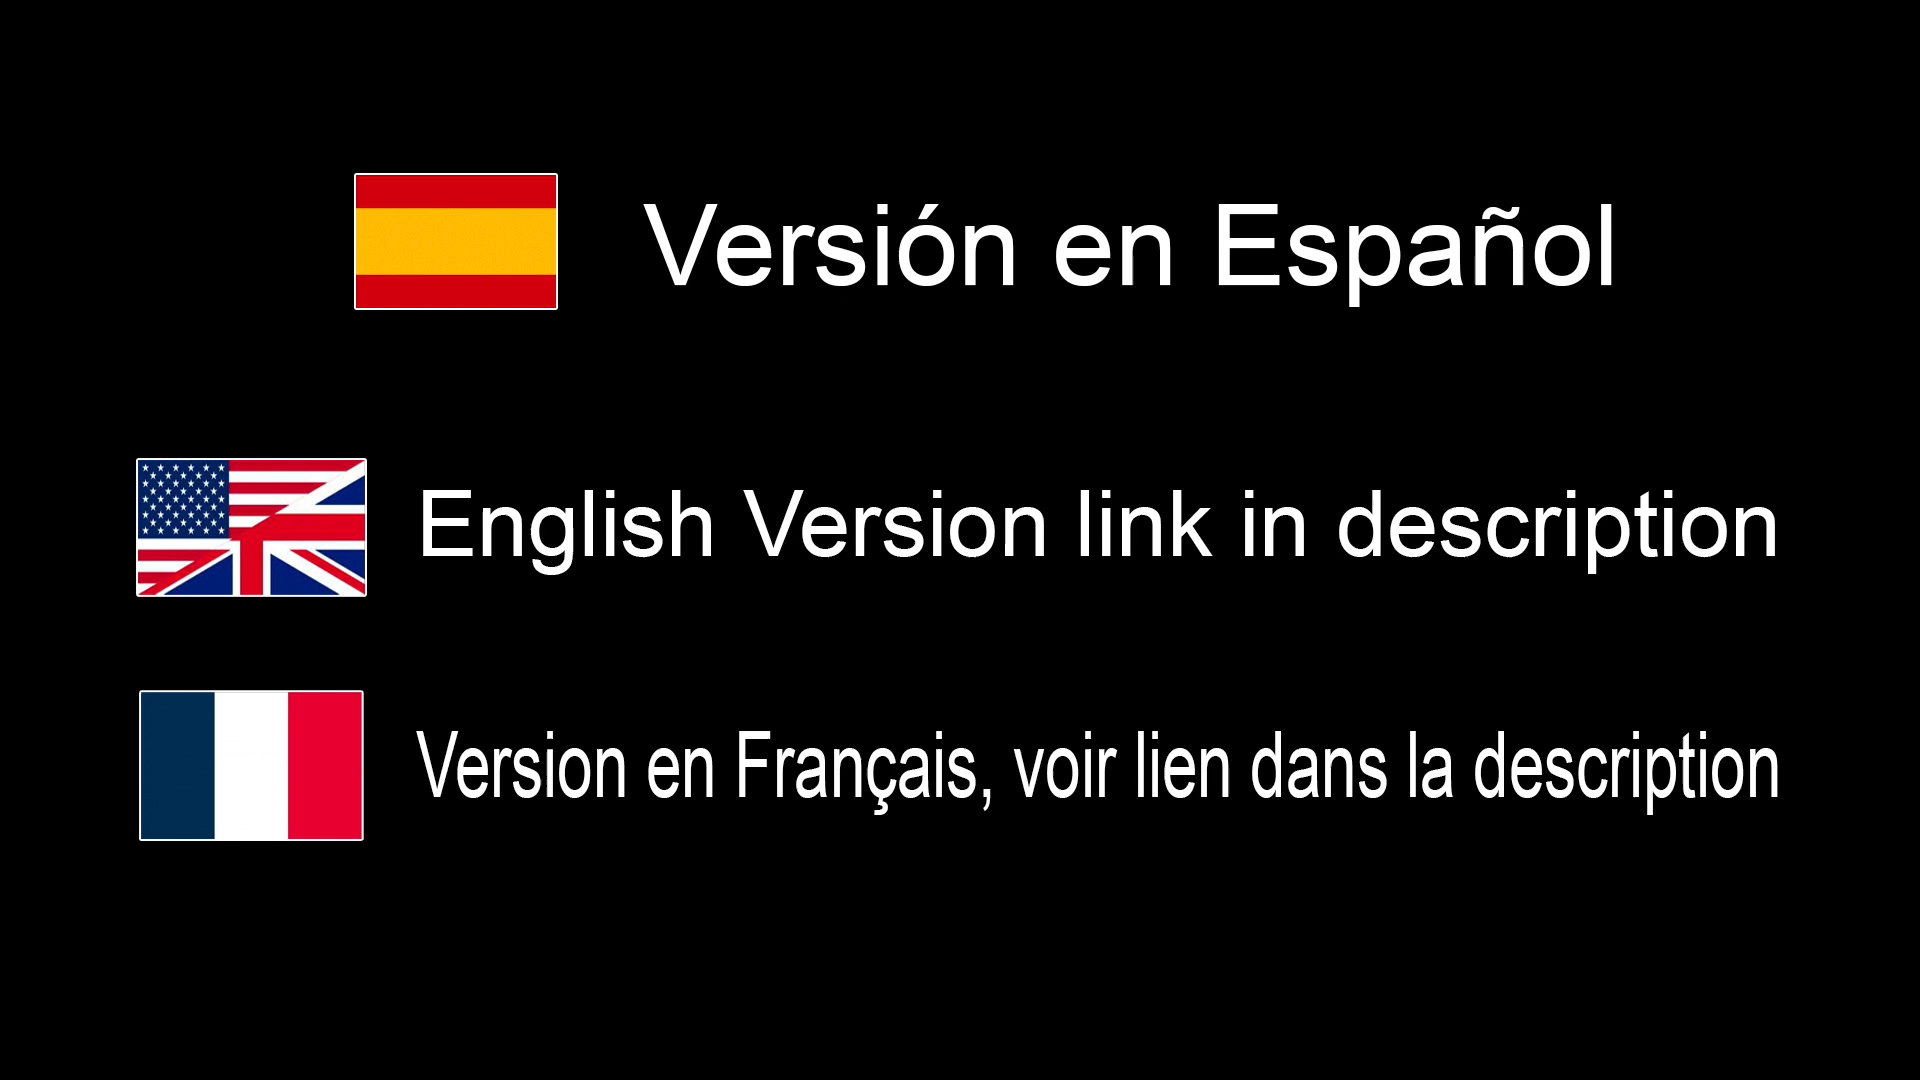 Versión en Español
English Version link in description
Version en Français, voir lien dans la description